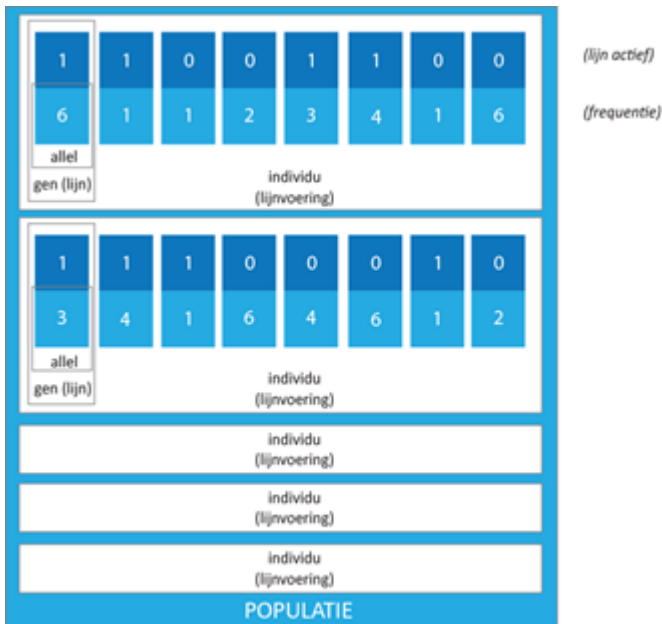 1 1 0 0 1 1 0 0 (lijn actief)
6 1 1 2 3 4 1 6 (frequentie)
allel
gen (lijn)
individu
(lijnvoering)
1 1 1 0 0 0 1 0
3 4 1 6 4 6 1 2
allel
gen (lijn)
individu
(lijnvoering)
individu
(lijnvoering)
individu
(lijnvoering)
individu
(lijnvoering)
POPULATIE